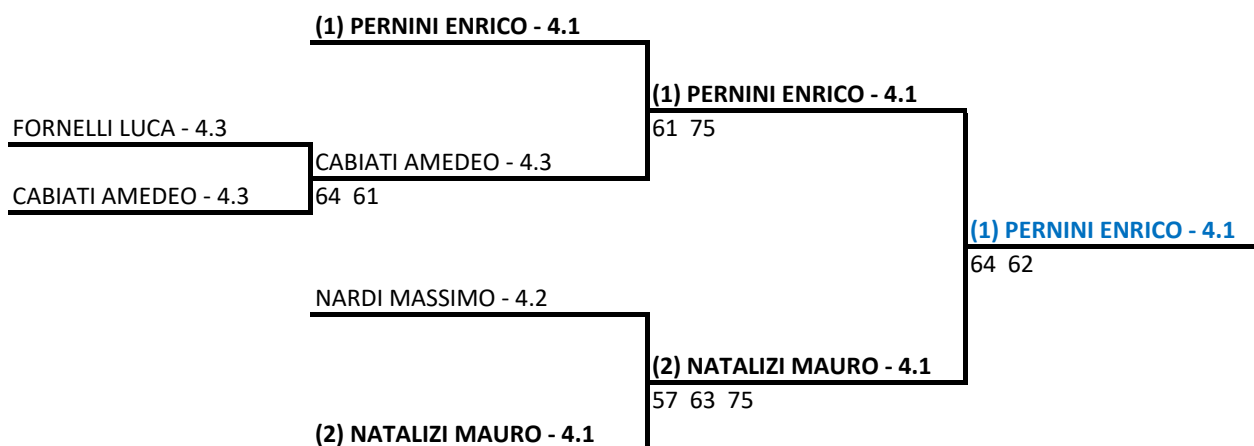 (1) PERNINI ENRICO - 4.1
(1) PERNINI ENRICO - 4.1
FORNELLI LUCA - 4.3
61 75
CABIATI AMEDEO - 4.3
CABIATI AMEDEO - 4.3
64 61
(1) PERNINI ENRICO - 4.1
64 62
NARDI MASSIMO - 4.2
(2) NATALIZI MAURO - 4.1
57 63 75
(2) NATALIZI MAURO - 4.1